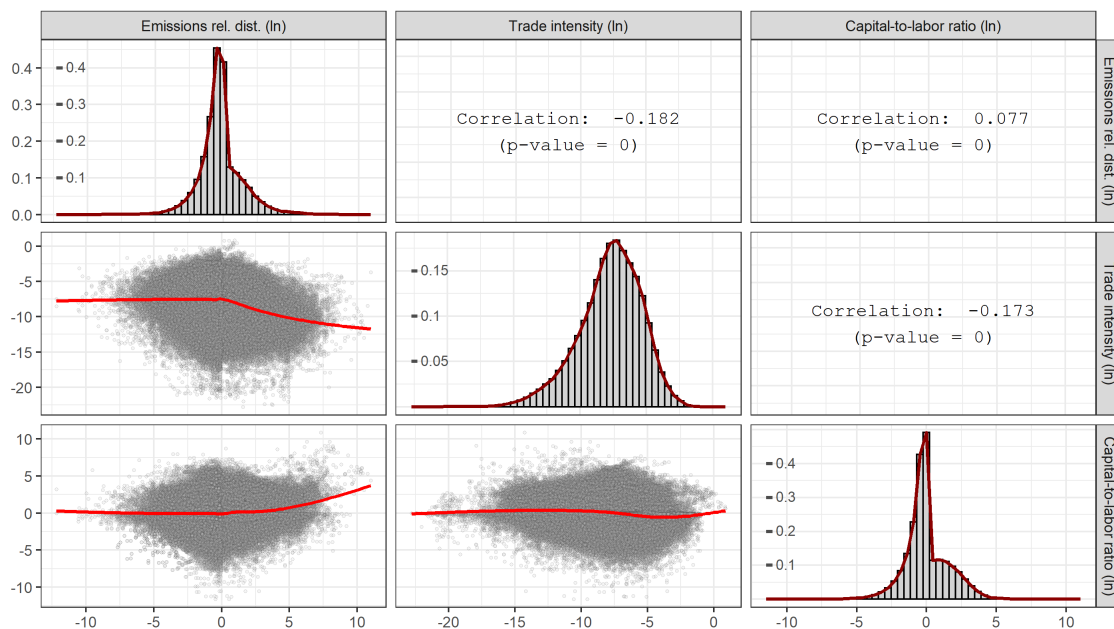 Emissions rel. dist. (ln) Trade intensity (ln) Capital-to-labor ratio (ln)
0.4 0.4
0.3 0.3
0.2 0.2
0.1 0.1
0.0
Correlation: -0.182
(p-value = 0)
Correlation: 0.077
(p-value = 0)
Emissions rel. dist. (ln)
0
-5
-10
-15
-20
0.15
0.1
0.05
Correlation: -0.173
(p-value = 0)
Trade intensity (ln)
10
5
0
-5
-10
0.4
0.3
0.2
0.1
Capital-to-labor ratio (ln)
-10 -5 0 5 10 -20 -15 -10 -5 0 -10 -5 0 5 10